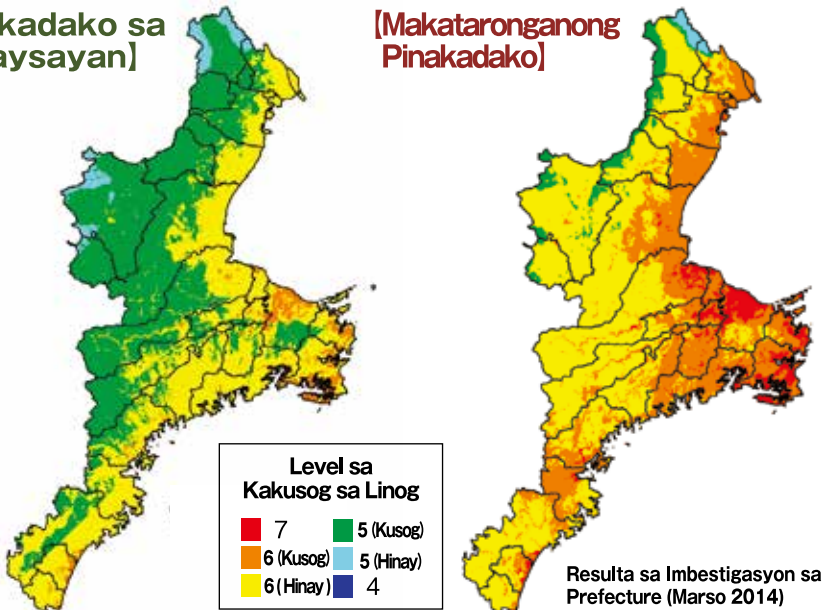 kadako sa
aysayan】
【Makataronganong
Pinakadako】
Level sa
Kakusog sa Linog
7
5 (Kusog)
6 (Kusog)
5 (Hinay)
6 (Hinay)
4
Resulta sa Imbestigasyon sa
Prefecture (Marso 2014)